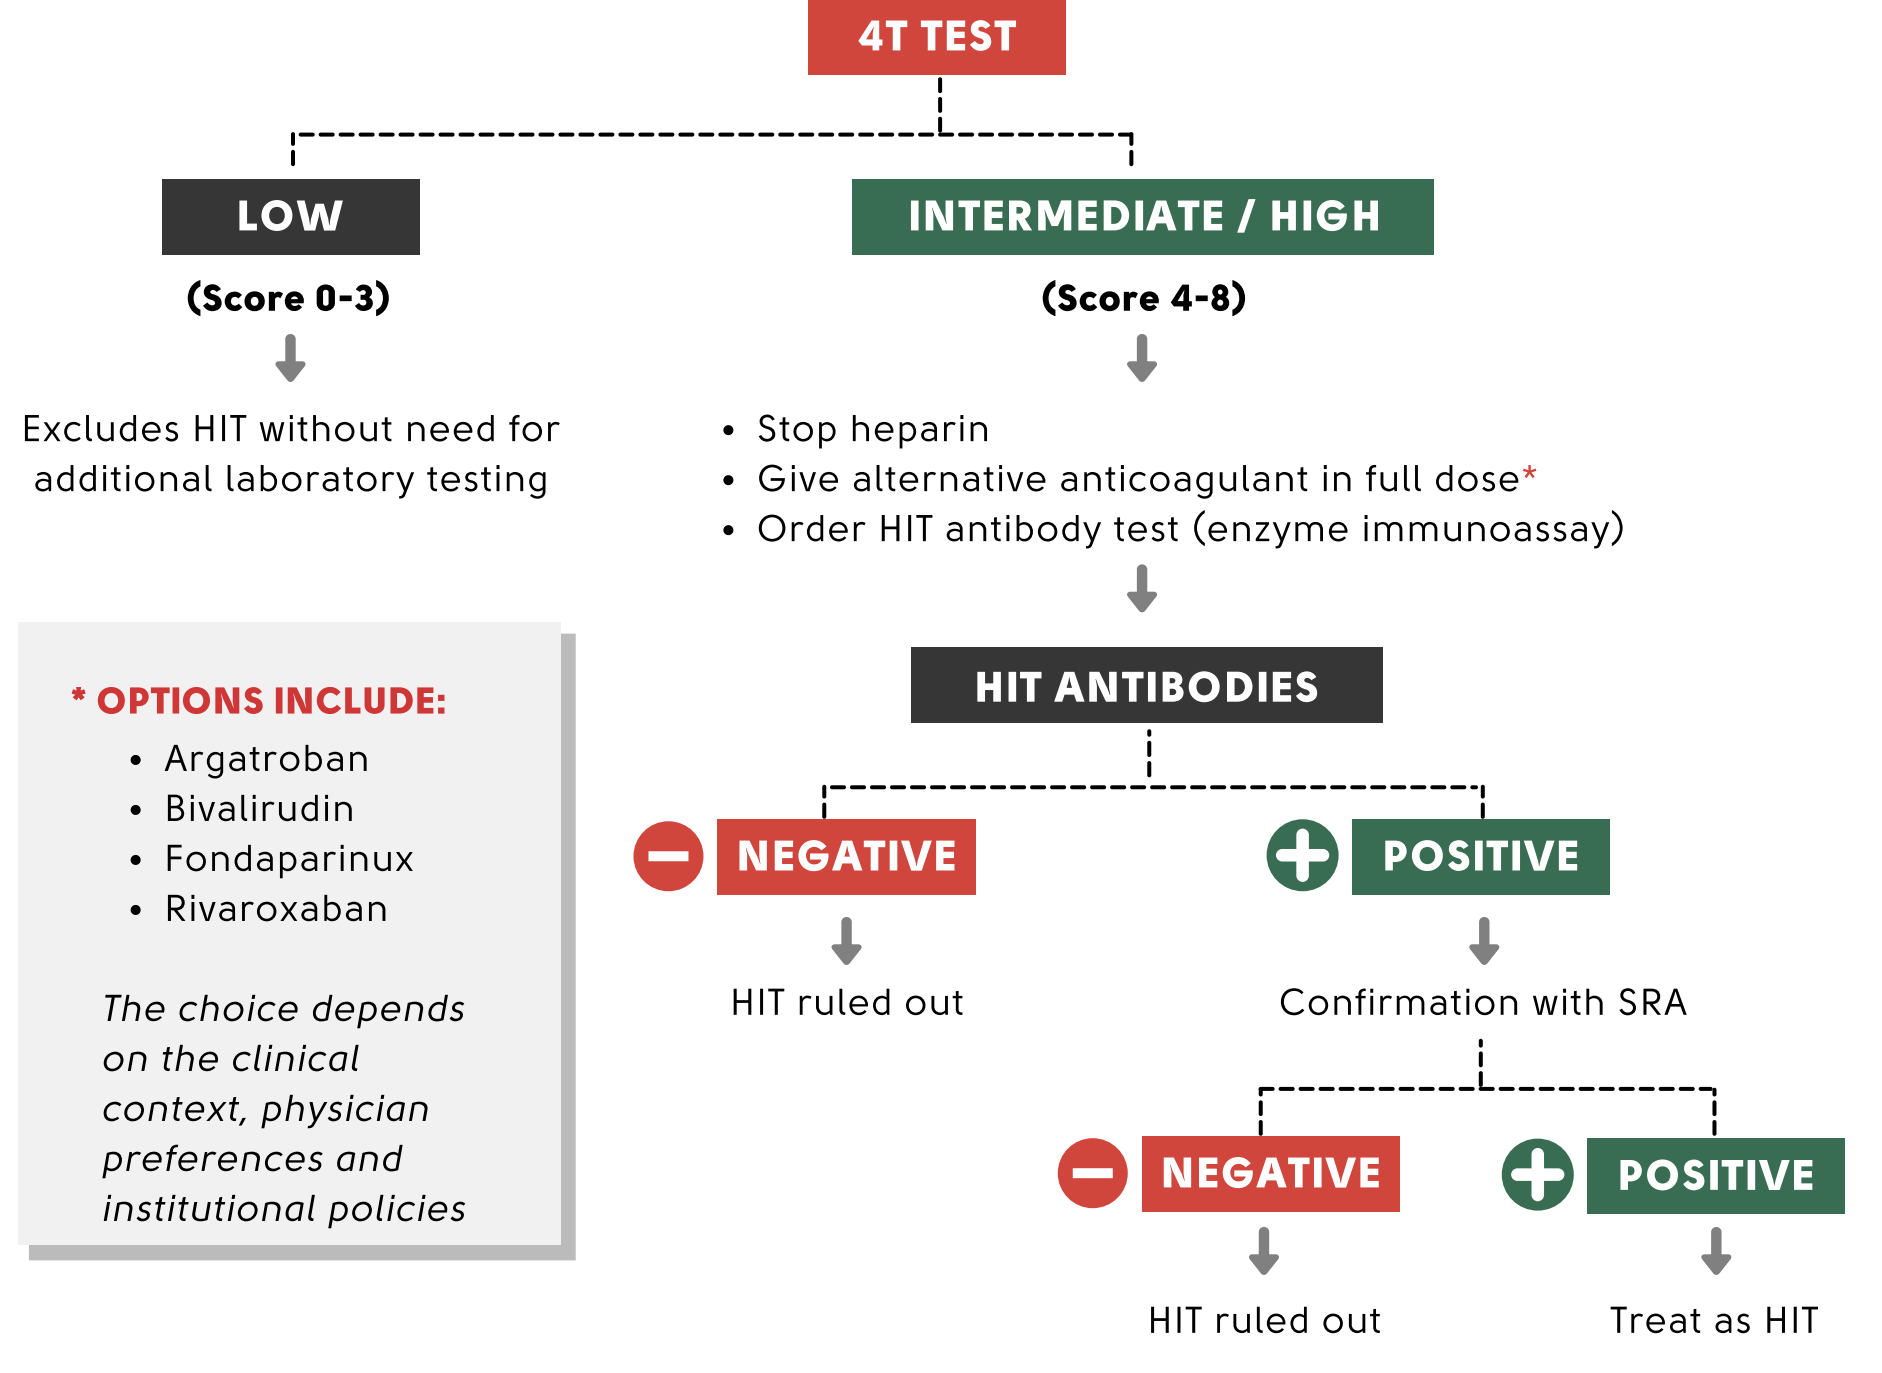 4T TEST
LOW
INTERMEDIATE / HIGH
(Score 0-3)
(Score 4-8)
Excludes HIT without need for
additional laboratory testing
• Stop heparin
• Give alternative anticoagulant in full dose*
• Order HIT antibody test (enzyme immunoassay)
HIT ANTIBODIES
NEGATIVE
POSITIVE
HIT ruled out
Confirmation with SRA
NEGATIVE
POSITIVE
HIT ruled out
Treat as HIT
* OPTIONS INCLUDE:
• Argatroban
• Bivalirudin
• Fondaparinux
• Rivaroxaban
The choice depends
on the clinical
context, physician
preferences and
institutional policies